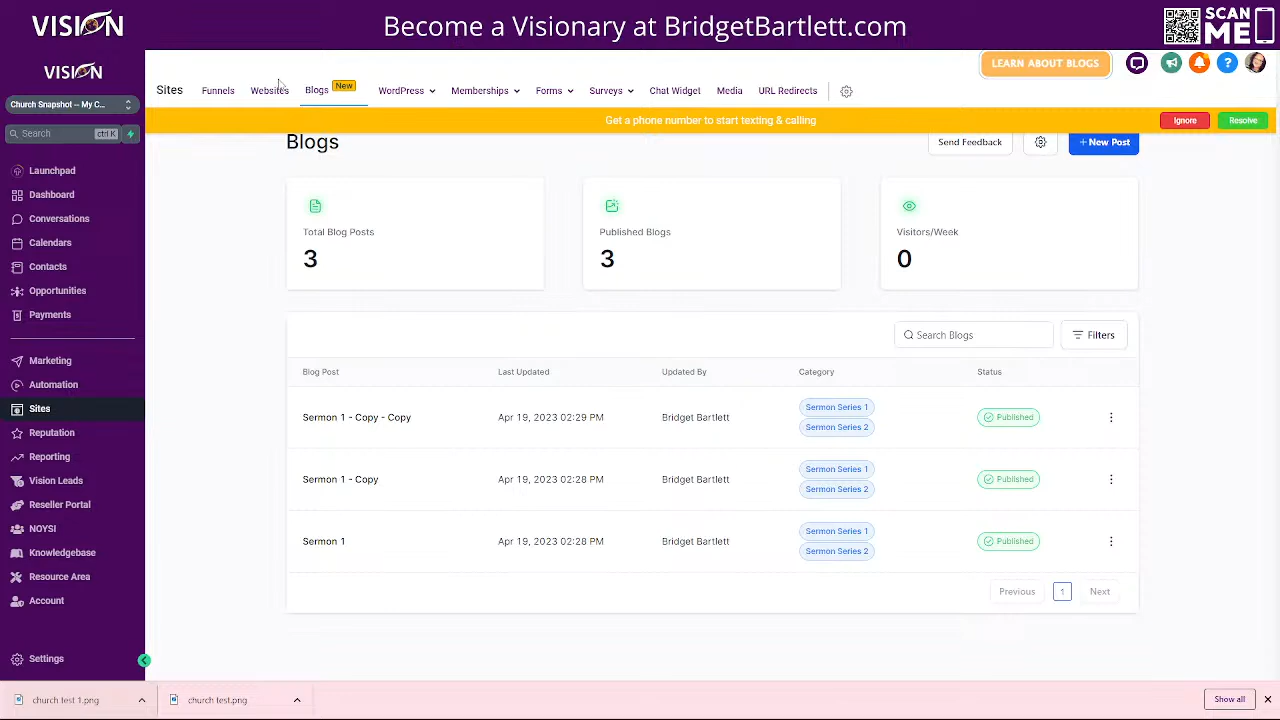 VISION
Become a Visionary at BridgetBartlett.com
SCAN
ME
VISION
LEARN ABOUT BLOGS
Sites
Funnels
Websites
Blogs
New
WordPress
Memberships
Forms
Surveys
Chat Widget
Media
URL Redirects
Church Snapshot -- My C...
Get a phone number to start texting & calling
Ignore
Resolve
Search
ctrl K
Blogs
Send Feedback
+ New Post
Launchpad
Dashboard
Conversations
Calendars
Contacts
Opportunities
Payments
Marketing
Automation
Sites
Reputation
Reporting
Vision Leads
Reseller Portal
NOYSI
Knowledgebase
Resource Area
Account
Settings
Total Blog Posts
3
Published Blogs
3
Visitors/Week
0
Search Blogs
Filters
Blog Post Last Updated Updated By Category Status
Sermon 1 - Copy - Copy Apr 19, 2023 02:29 PM Bridget Bartlett Sermon Series 1 Published
Sermon Series 2
Sermon 1 - Copy Apr 19, 2023 02:28 PM Bridget Bartlett Sermon Series 1 Published
Sermon Series 2
Sermon 1 Apr 19, 2023 02:28 PM Bridget Bartlett Sermon Series 1 Published
Sermon Series 2
Previous 1 Next
church test 1.png
church test.png
Show all